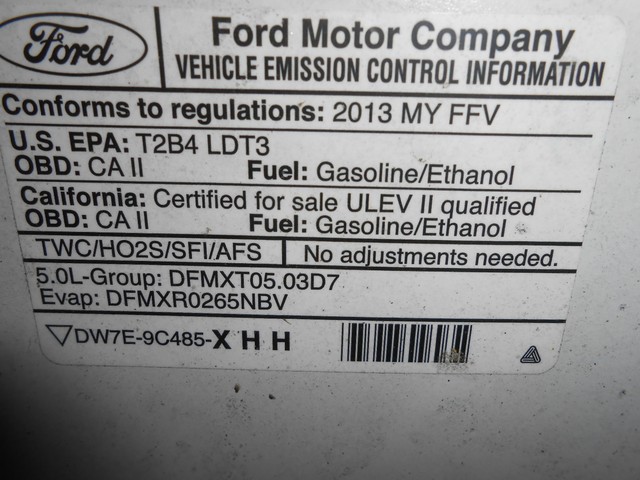 Ford
Ford Motor Company
VEHICLE EMISSION CONTROL INFORMATION
Conforms to regulations: 2013 MY FFV
U.S. EPA: T2B4 LDT3
OBD: CA II Fuel: Gasoline/Ethanol
California: Certified for sale ULEV II qualified
OBD: CA II Fuel: Gasoline/Ethanol
TWC/HO2S/SFI/AFS No adjustments needed.
5.0L-Group: DFMXT05.03D7
Evap: DFMXR0265NBV
▽DW7E-9C485-X H H